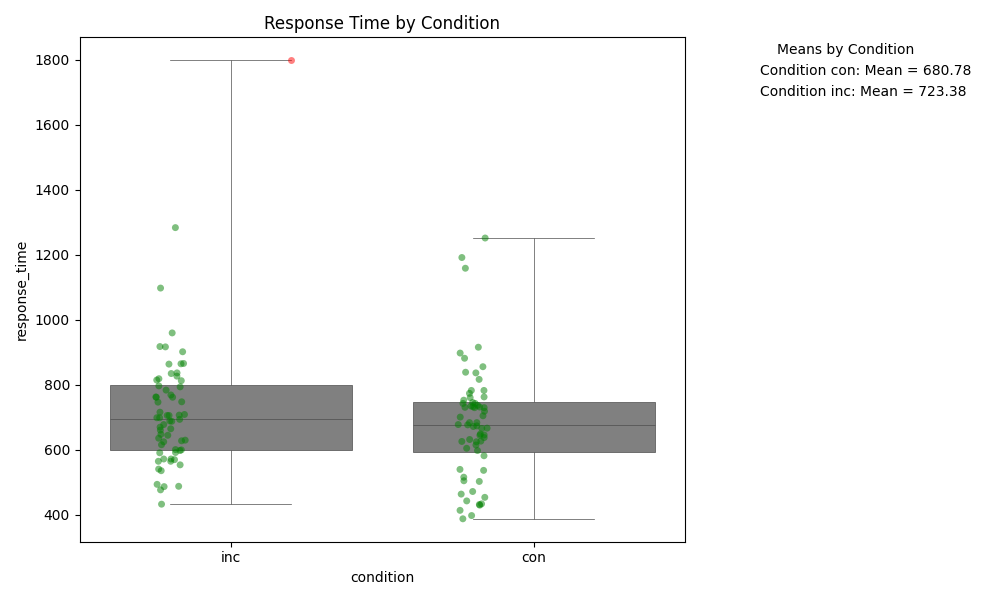 Response Time by Condition
Means by Condition
Condition con: Mean = 680.78
Condition inc: Mean = 723.38
1800
1600
1400
1200
1000
800
600
400
response_time
inc con
condition